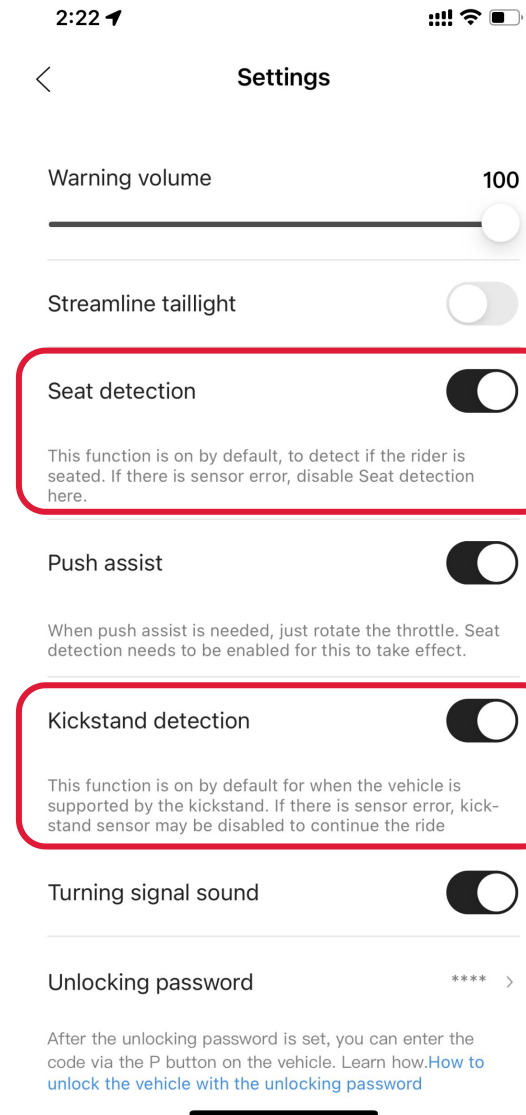 2:22
Settings
Warning volume 100
Streamline taillight
Seat detection
This function is on by default, to detect if the rider is
seated. If there is sensor error, disable Seat detection
here.
Push assist
When push assist is needed, just rotate the throttle. Seat
detection needs to be enabled for this to take effect.
Kickstand detection
This function is on by default for when the vehicle is
supported by the kickstand. If there is sensor error, kick-
stand sensor may be disabled to continue the ride
Turning signal sound
Unlocking password **** >
After the unlocking password is set, you can enter the
code via the P button on the vehicle. Learn how.How to
unlock the vehicle with the unlocking password